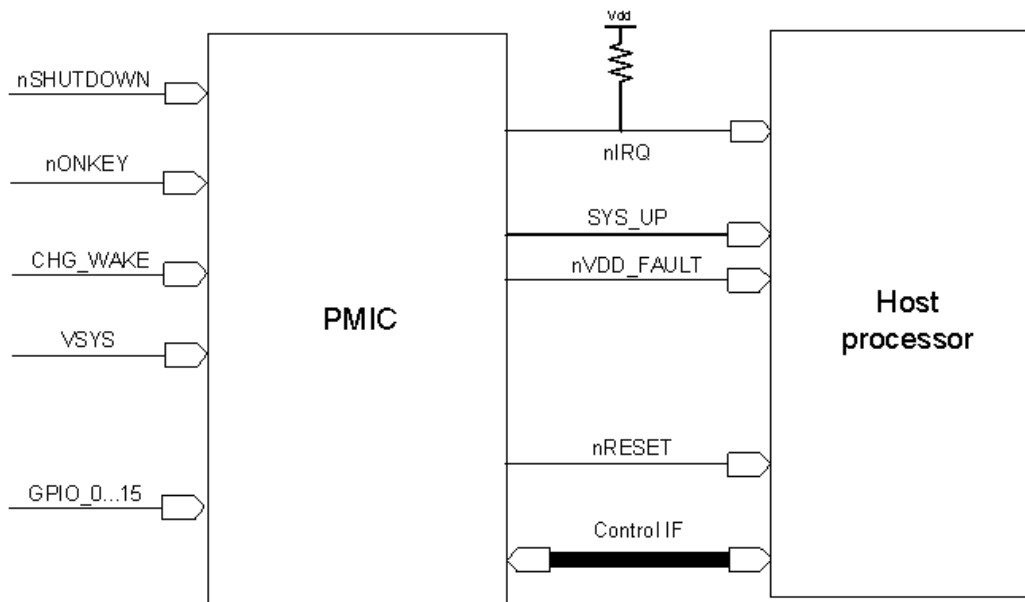 Vdd
nSHUTDOWN
nIRQ
nONKEY
SYS_UP
CHG_WAKE
nVDD_FAULT
PMIC
Host
processor
VSYS
nRESET
GPIO_0...15
Control IF